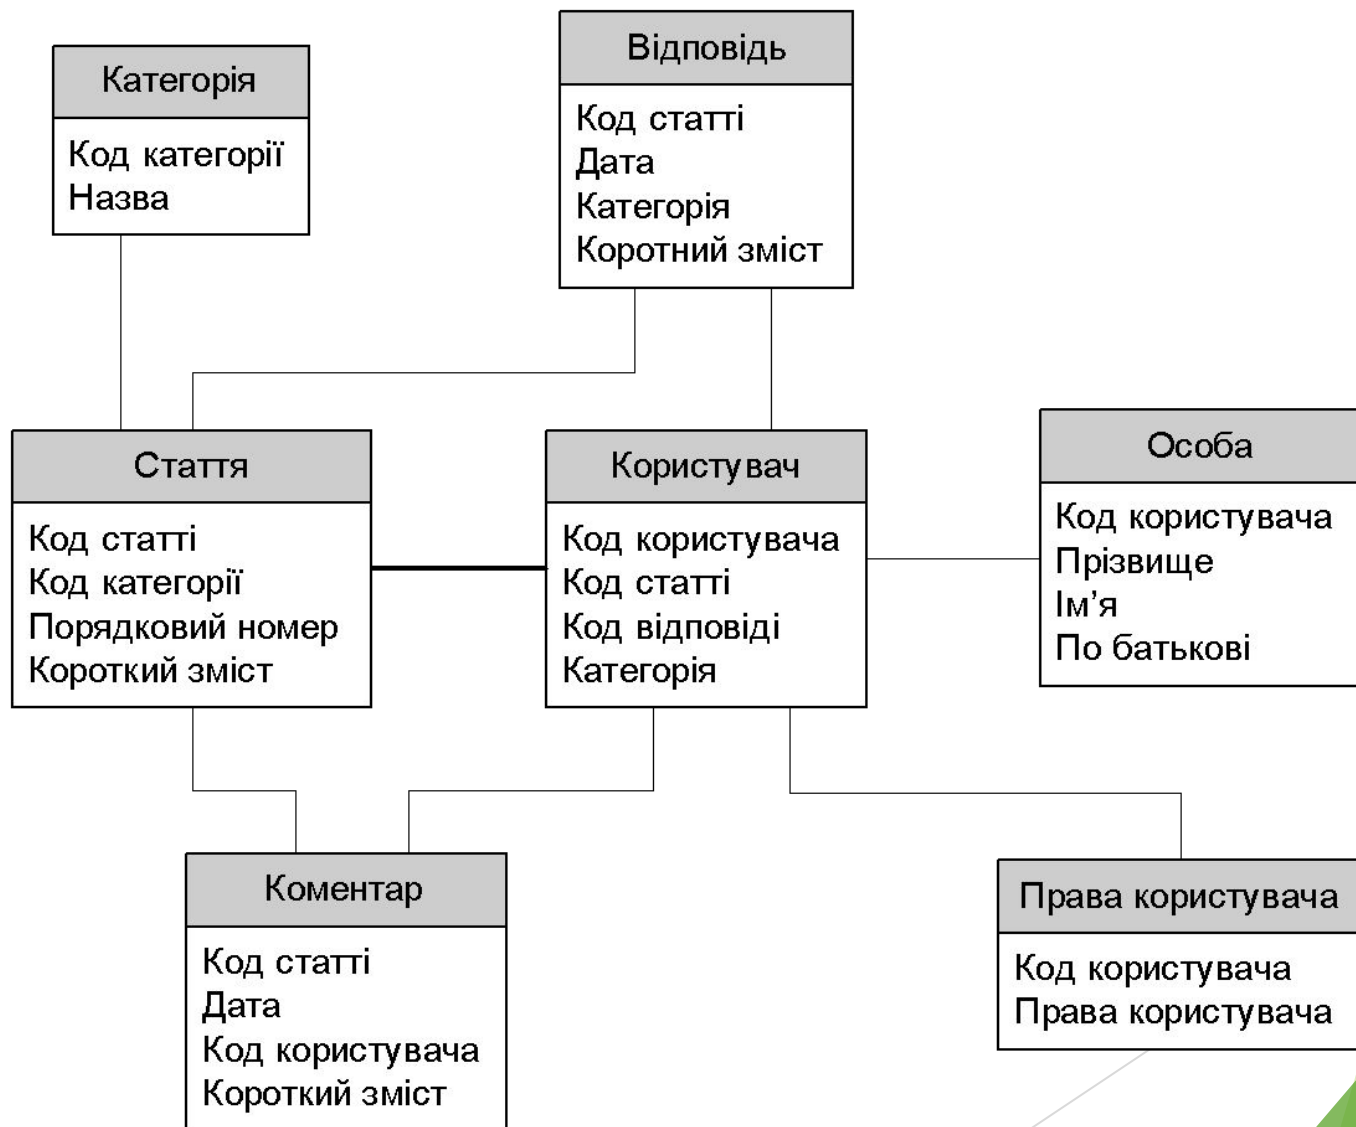 Категорія
Код категорії
Назва
Відповідь
Код статті
Дата
Категорія
Коротний зміст
Стаття
Код статті
Код категорії
Порядковий номер
Короткий зміст
Користувач
Код користувача
Код статті
Код відповіді
Категорія
Особа
Код користувача
Прізвище
Ім’я
По батькові
Коментар
Код статті
Дата
Код користувача
Короткий зміст
Права користувача
Код користувача
Права користувача